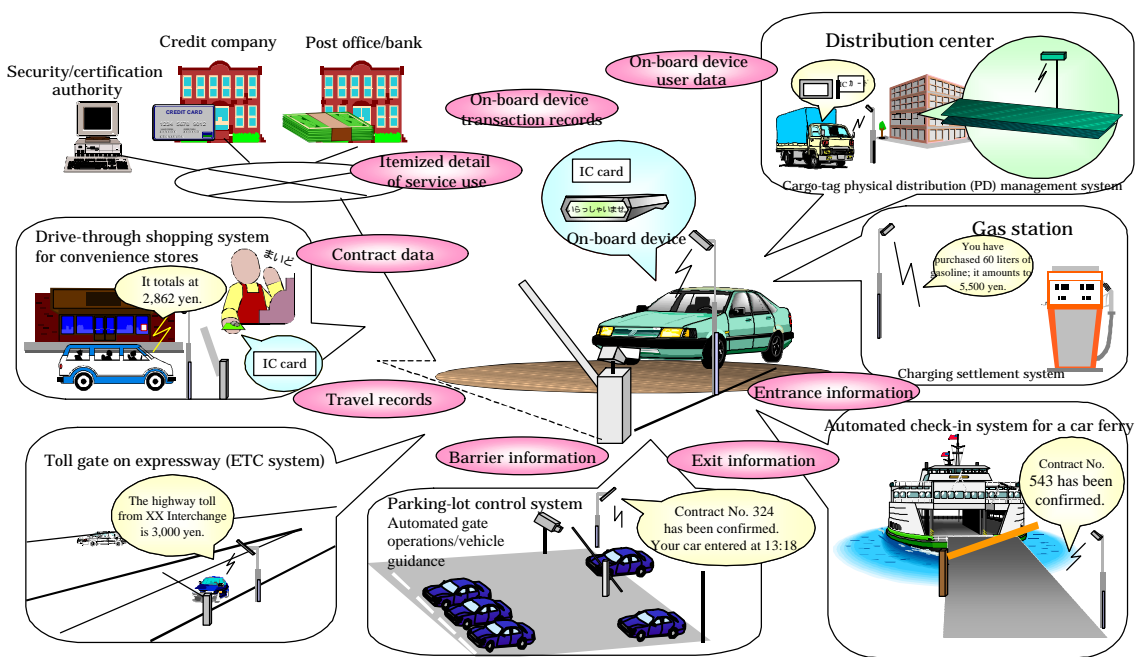 Credit company
Post office/bank
Security/certification
authority
CREDIT CARD
On-board device
user data
On-board device
transaction records
Itemized detail
of service use
Distribution center
Cargo-tag physical distribution (PD) management system
IC card
いらっしゃいませ
On-board device
Drive-through shopping system
for convenience stores
It totals at
2,862 yen.
まいど
IC card
Contract data
Gas station
You have
purchased 60 liters of
gasoline; it amounts to
5,500 yen.
Charging settlement system
Travel records
Entrance information
Barrier information
Exit information
Toll gate on expressway (ETC system)
The highway toll
from XX Interchange
is 3,000 yen.
Parking-lot control system
Automated gate
operations/vehicle
guidance
Contract No. 324
has been confirmed.
Your car entered at 13:18.
Automated check-in system for a car ferry
Contract No.
543 has been
confirmed.